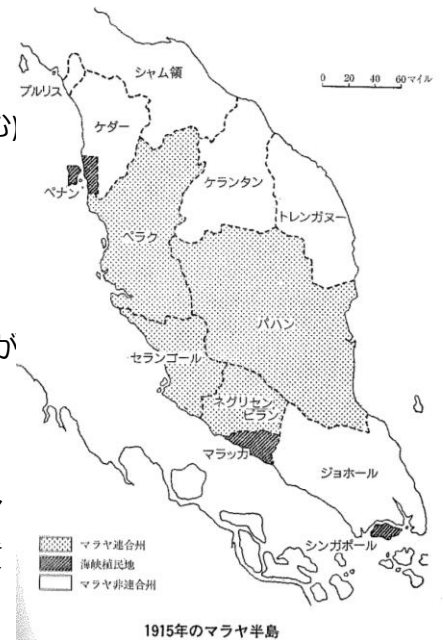 シャム領
0 20 40 60マイル
プルリス
ケダー
む)
ペナン
ケランタン
トレンガヌー
ペラク
パハン
が
セランゴール
ネグリセン
ビラン
マラッカ
ジョホール
シンガポール
マラヤ連合州
海峡植民地
マラヤ非連合州
1915年のマラヤ半島